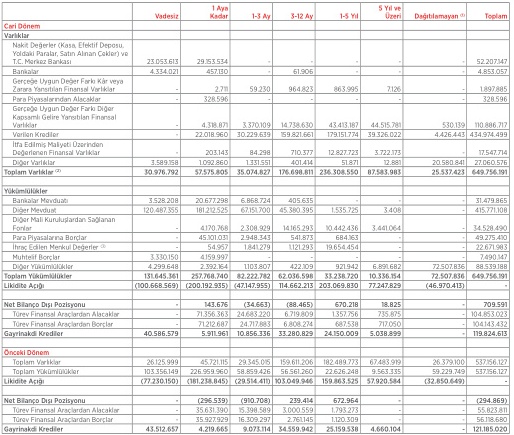 Vadesiz 1 Aya Kadar 1-3 Ay 3-12 Ay 1-5 Yıl 5 Yıl ve Üzeri Dağıtılamayan (1) Toplam
Cari Dönem
Varlıklar
Nakit Değerler (Kasa, Efektif Deposu,
Yoldaki Paralar, Satın Alınan Çekler) ve
T.C. Merkez Bankası 23.053.613 29.153.534 - - - - - 52.207.147
Bankalar 4.334.021 457.130 - 61.906 - - - 4.853.057
Gerçeğe Uygun Değer Farkı Kâr veya
Zarara Yansıtılan Finansal Varlıklar - 2.711 59.230 964.823 863.995 7.126 - 1.897.885
Para Piyasalarından Alacaklar - 328.596 - - - - - 328.596
Gerçeğe Uygun Değer Farkı Diğer
Kapsamlı Gelire Yansıtılan Finansal
Varlıklar - 4.318.871 3.370.109 14.738.630 43.413.187 44.515.781 530.139 110.886.717
Verilen Krediler - 22.018.960 30.229.639 159.821.661 179.151.774 39.326.022 4.426.443 434.974.499
İtfa Edilmiş Maliyeti Üzerinden
Değerlenen Finansal Varlıklar - 203.143 84.298 710.377 12.827.723 3.722.173 - 17.547.714
Diğer Varlıklar 3.589.158 1.092.860 1.331.551 401.414 51.871 12.881 20.580.841 27.060.576
Toplam Varlıklar (2) 30.976.792 57.575.805 35.074.827 176.698.811 236.308.550 87.583.983 25.537.423 649.756.191
Yükümlülükler
Bankalar Mevduatı 3.528.208 20.677.298 6.868.724 405.635 - - - 31.479.865
Diğer Mevduat 120.487.355 181.212.525 67.151.700 45.380.395 1.535.725 3.408 - 415.771.108
Diğer Mali Kuruluşlardan Sağlanan
Fonlar - 4.170.768 2.308.929 14.165.293 10.442.436 3.441.064 - 34.528.490
Para Piyasalarına Borçlar - 45.101.031 2.948.343 541.873 684.163 - - 49.275.410
İhraç Edilen Menkul Değerler (3) - 54.957 1.841.279 1.121.293 19.654.454 - - 22.671.983
Muhtelif Borçlar 3.330.150 4.159.997 - - - - - 7.490.147
Diğer Yükümlülükler 4.299.648 2.392.164 1.103.807 422.109 921.942 6.891.682 72.507.836 88.539.188
Toplam Yükümlülükler 131.645.361 257.768.740 82.222.782 62.036.598 33.238.720 10.336.154 72.507.836 649.756.191
Likidite Açığı (100.668.569) (200.192.935) (47.147.955) 114.662.213 203.069.830 77.247.829 (46.970.413) -
Net Bilanço Dışı Pozisyonu - 143.676 (34.663) (88.465) 670.218 18.825 - 709.591
Türev Finansal Araçlardan Alacaklar - 71.356.363 24.683.220 6.719.809 1.357.756 735.875 - 104.853.023
Türev Finansal Araçlardan Borçlar - 71.212.687 24.717.883 6.808.274 687.538 717.050 - 104.143.432
Gayrinakdi Krediler 40.586.579 5.911.961 10.856.336 33.280.829 24.150.009 5.038.899 - 119.824.613
Önceki Dönem
Toplam Varlıklar 26.125.999 45.721.115 29.345.015 159.611.206 182.489.773 67.483.919 26.379.100 537.156.127
Toplam Yükümlülükler 103.356.149 226.959.960 58.859.426 56.561.260 22.626.248 9.563.335 59.229.749 537.156.127
Likidite Açığı (77.230.150) (181.238.845) (29.514.411) 103.049.946 159.863.525 57.920.584 (32.850.649) -
Net Bilanço Dışı Pozisyonu - (296.539) (910.708) 239.414 672.964 - - (294.869)
Türev Finansal Araçlardan Alacaklar - 35.631.390 15.398.589 3.000.559 1.793.273 - - 55.823.811
Türev Finansal Araçlardan Borçlar - 35.927.929 16.309.297 2.761.145 1.120.309 - - 56.118.680
Gayrinakdi Krediler 43.512.657 4.219.665 9.073.114 34.559.942 25.159.538 4.660.104 - 121.185.020